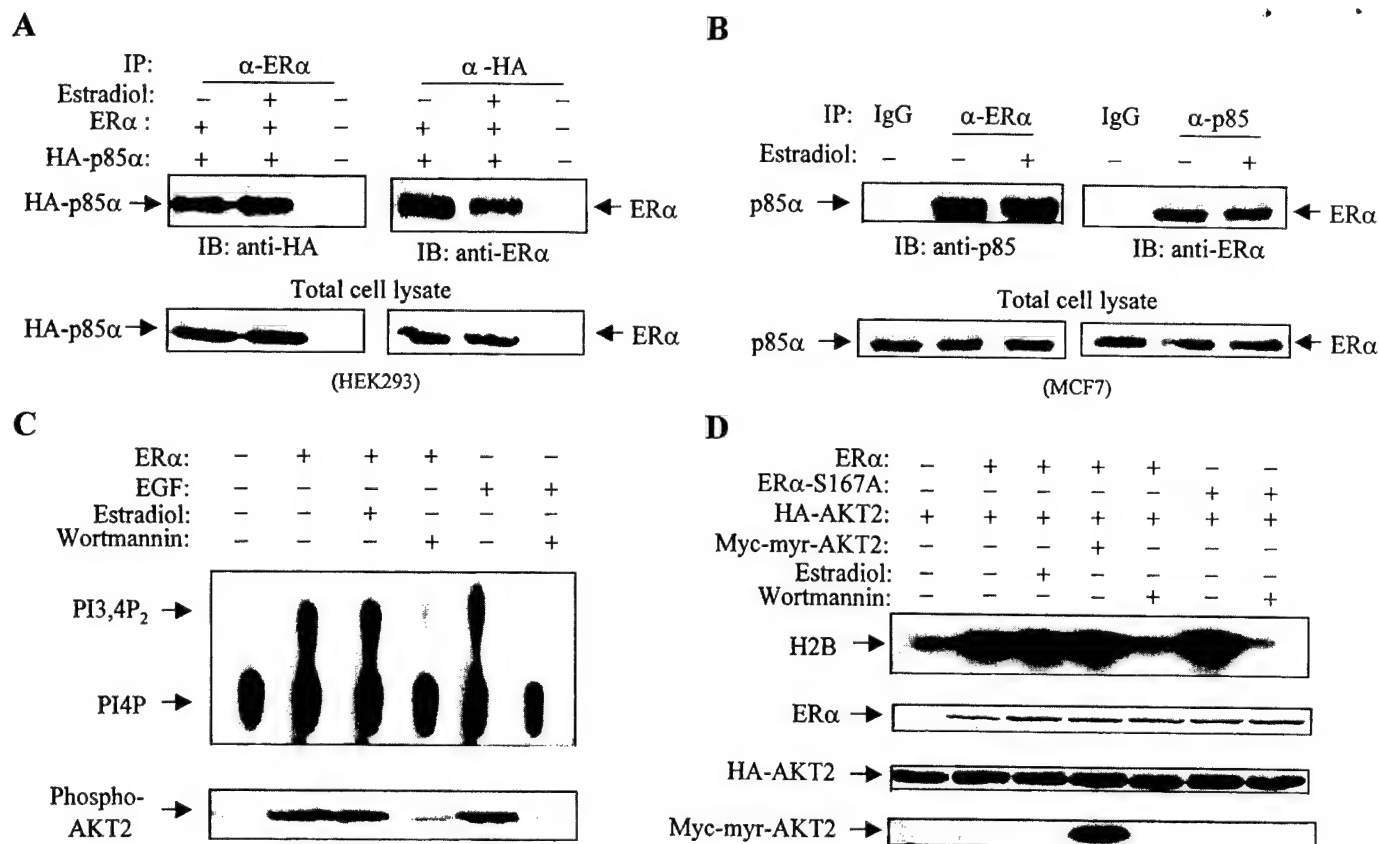 A
IP: α-ERα α -HA
Estradiol: – + – – + –
ERα : + + – + + –
HA-p85α: + + – + + –
HA-p85α ERα
IB: anti-HA IB: anti-ERα
Total cell lysate
HA-p85α ERα
(HEK293)
B
IP: IgG α-ERα IgG α-p85
Estradiol: – – + – – +
p85α ERα
IB: anti-p85 IB: anti-ERα
Total cell lysate
p85α ERα
(MCF7)
C
ERα: – + + + – –
EGF: – – – – + +
Estradiol: – – + – – –
Wortmannin: – – – + – +
PI3,4P₂
PI4P
Phospho-
AKT2
D
ERα: – + + + + – –
ERα-S167A: – – – – – + +
HA-AKT2: + + + + + + +
Myc-myr-AKT2: – – – + – – –
Estradiol: – – + – – – –
Wortmannin: – – – – + – +
H2B
ERα
HA-AKT2
Myc-myr-AKT2